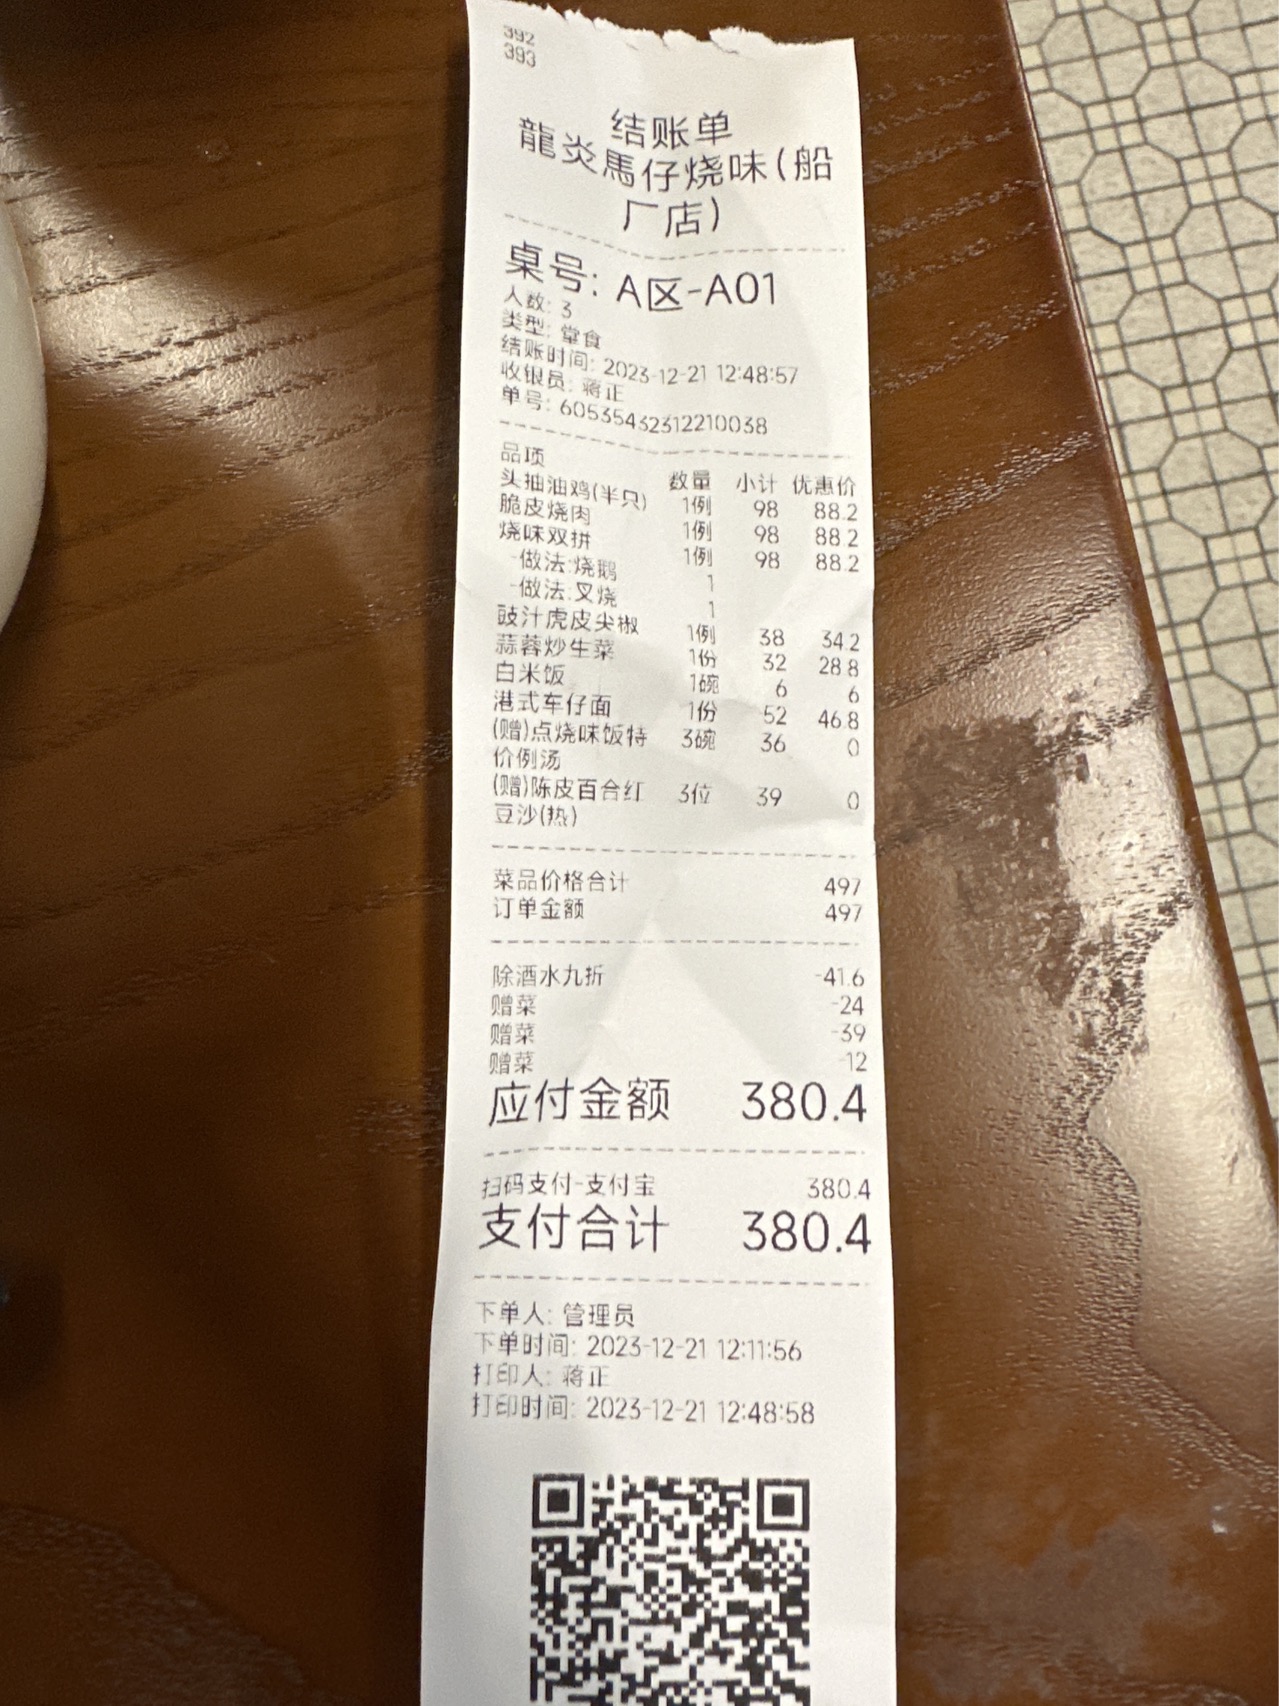 392
393
结账单
龍炎馬仔烧味(船
厂店)
桌号: A区-A01
人数: 3
类型: 堂食
结账时间: 2023-12-21 12:48:57
收银员: 蒋正
单号: 60535432312210038
品项 数量 小计 优惠价
头抽油鸡(半只) 1例 98 88.2
脆皮烧肉 1例 98 88.2
烧味双拼 1例 98 88.2
-做法:烧鹅 1
-做法:叉烧 1
豉汁虎皮尖椒 1例 38 34.2
蒜蓉炒生菜 1份 32 28.8
白米饭 1碗 6 6
港式车仔面 1份 52 46.8
(赠)点烧味饭特 3碗 36 0
价例汤
(赠)陈皮百合红 3位 39 0
豆沙(热)
菜品价格合计 497
订单金额 497
除酒水九折 -41.6
赠菜 -24
赠菜 -39
赠菜 -12
应付金额 380.4
扫码支付-支付宝 380.4
支付合计 380.4
下单人: 管理员
下单时间: 2023-12-21 12:11:56
打印人: 蒋正
打印时间: 2023-12-21 12:48:58